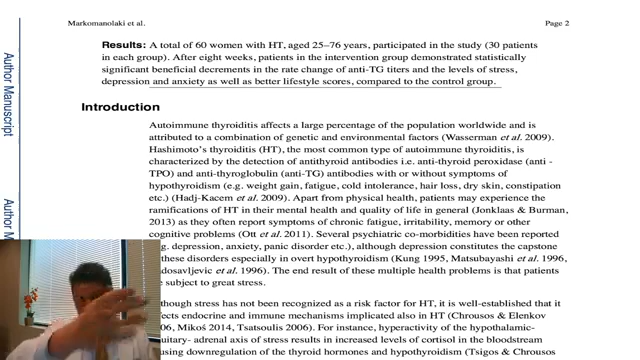 Markomanolaki et al.
Page 2
Author Manuscript
Author M
Results: A total of 60 women with HT, aged 25–76 years, participated in the study (30 patients
in each group). After eight weeks, patients in the intervention group demonstrated statistically
significant beneficial decrements in the rate change of anti-TG titers and the levels of stress,
depression and anxiety as well as better lifestyle scores, compared to the control group.
Introduction
Autoimmune thyroiditis affects a large percentage of the population worldwide and is
attributed to a combination of genetic and environmental factors (Wasserman et al. 2009).
Hashimoto's thyroiditis (HT), the most common type of autoimmune thyroiditis, is
characterized by the detection of antithyroid antibodies i.e. anti-thyroid peroxidase (anti -
TPO) and anti-thyroglobulin (anti-TG) antibodies with or without symptoms of
hypothyroidism (e.g. weight gain, fatigue, cold intolerance, hair loss, dry skin, constipation
etc.) (Hadj-Kacem et al. 2009). Apart from physical health, patients may experience the
ramifications of HT in their mental health and quality of life in general (Jonklaas & Burman,
2013) as they often report symptoms of chronic fatigue, irritability, memory or other
cognitive problems (Ott et al. 2011). Several psychiatric co-morbidities have been reported
g. depression, anxiety, panic disorder etc.), although depression constitutes the capstone
these disorders especially in overt hypothyroidism (Kung 1995, Matsubayashi et al. 1996,
dosavljevic et al. 1996). The end result of these multiple health problems is that patients
subject to great stress.
though stress has not been recognized as a risk factor for HT, it is well-established that it
ects endocrine and immune mechanisms implicated also in HT (Chrousos & Elenkov
06, Mikoś 2014, Tsatsoulis 2006). For instance, hyperactivity of the hypothalamic-
uitary- adrenal axis of stress results in increased levels of cortisol in the bloodstream
using downregulation of the thyroid hormones and hypothyroidism (Tsigos & Chrousos